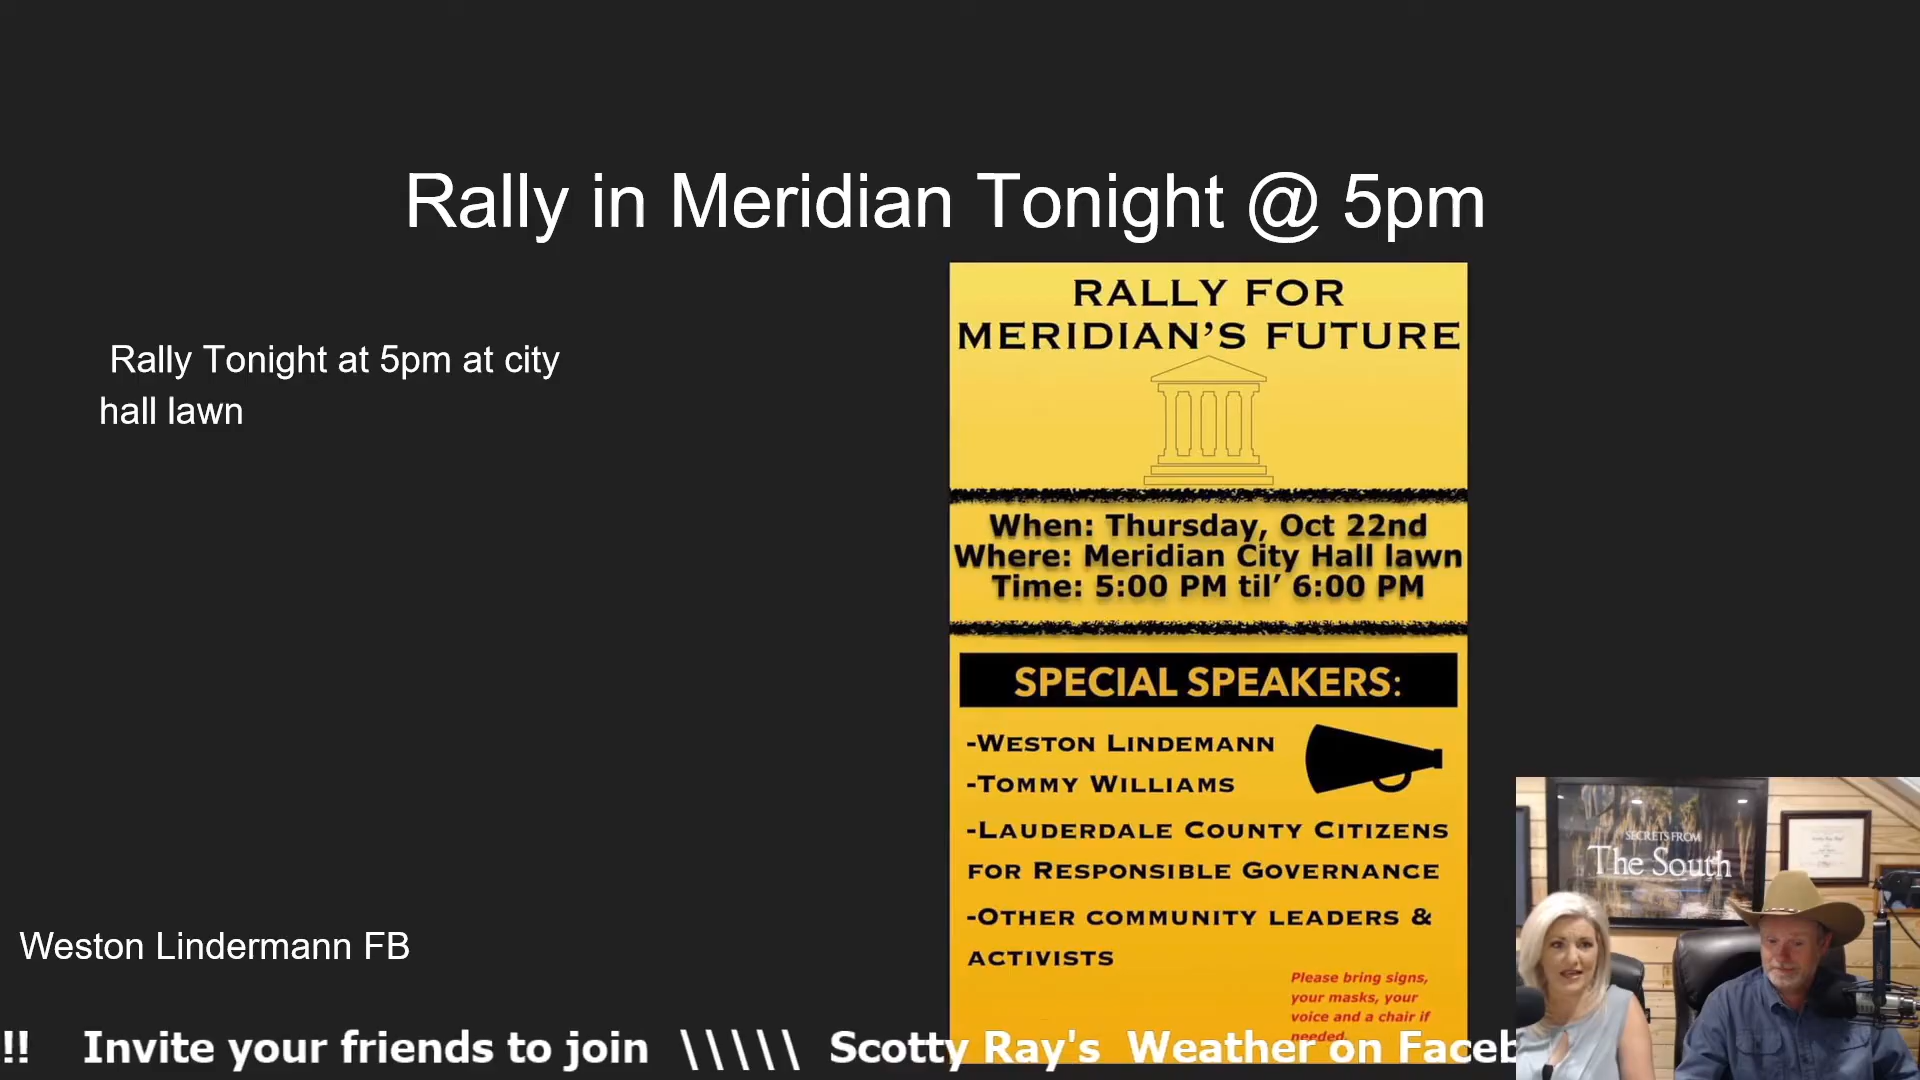 Rally in Meridian Tonight @ 5pm
Rally Tonight at 5pm at city
hall lawn
RALLY FOR
MERIDIAN'S FUTURE
When: Thursday, Oct 22nd
Where: Meridian City Hall lawn
Time: 5:00 PM til' 6:00 PM
SPECIAL SPEAKERS:
-WESTON LINDEMANN
-TOMMY WILLIAMS
-LAUDERDALE COUNTY CITIZENS
FOR RESPONSIBLE GOVERNANCE
-OTHER COMMUNITY LEADERS &
ACTIVISTS
Please bring signs,
your masks, your
voice and a chair if
needed.
Weston Lindermann FB
!! Invite your friends to join \\\\\ Scotty Ray's Weather on Faceb
SECRETS FROM
The South